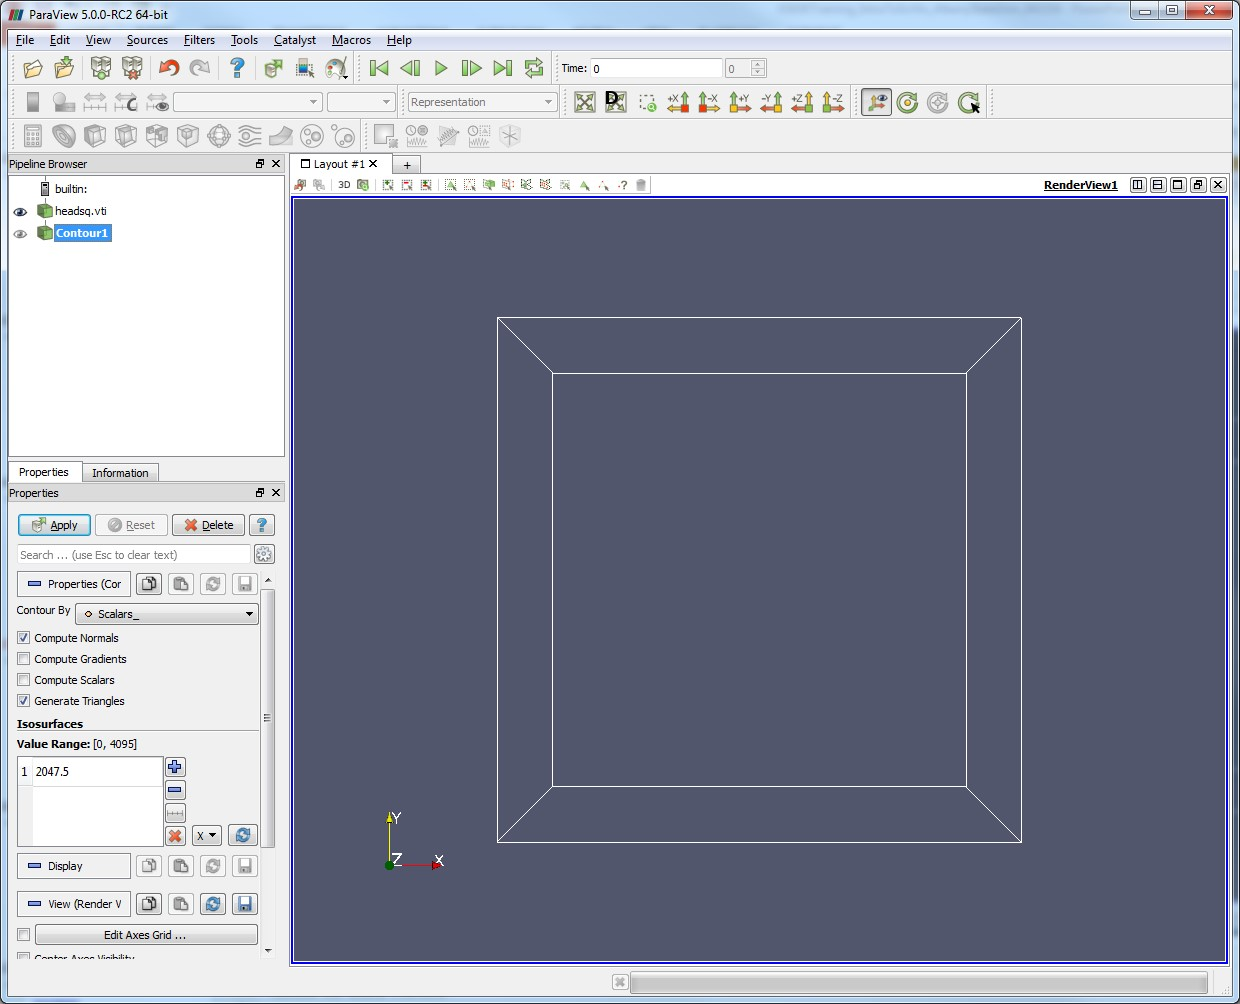 ParaView 5.0.0-RC2 64-bit
File Edit View Sources Filters Tools Catalyst Macros Help
Time: 0 0
Representation
D +X -X +Y -Y +Z -Z
Pipeline Browser
Layout #1
3D
RenderView1
builtin:
headsq.vti
Contour1
Properties Information
Properties
Apply Reset Delete ?
Search ... (use Esc to clear text)
Properties (Cor
Contour By Scalars_
Compute Normals
Compute Gradients
Compute Scalars
Generate Triangles
Isosurfaces
Value Range: [0, 4095]
1 2047.5
X
Display
View (Render V
Edit Axes Grid ...
Center Axes Visibility
Y
Z X